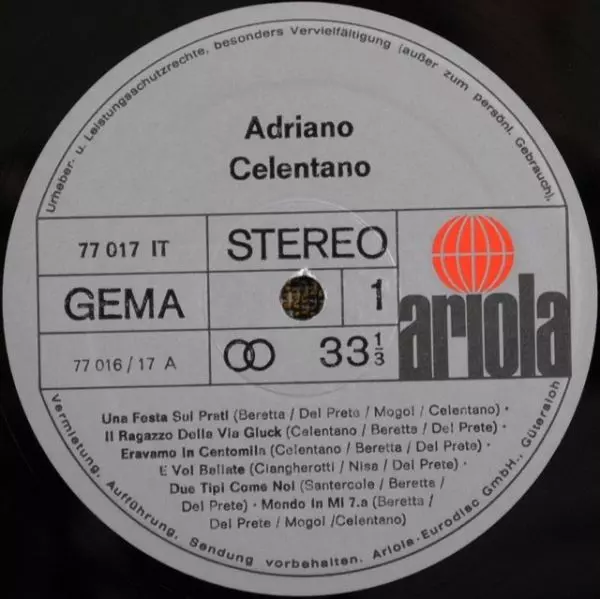 Urheber- u. Leistungsschutzrechte, besonders Vervielfältigung (außer zum persönl. Gebrauch),
Adriano
Celentano
77 017 IT
STEREO
GEMA
1
77 016/17 A
33 1/3
ariola
Una Festa Sui Prati (Beretta / Del Prete / Mogol / Celentano) ·
Il Ragazzo Della Via Gluck (Celentano / Beretta / Del Prete) ·
Eravamo In Centomila (Celentano / Beretta / Del Prete) ·
E Voi Ballate (Ciangherotti / Nisa / Del Prete) ·
Due Tipi Come Noi (Santercole / Beretta /
Del Prete) · Mondo In MI 7.a (Beretta /
Del Prete / Mogol /Celentano)
Vermietung, Aufführung, Sendung vorbehalten. Ariola-Eurodisc GmbH., Gütersloh